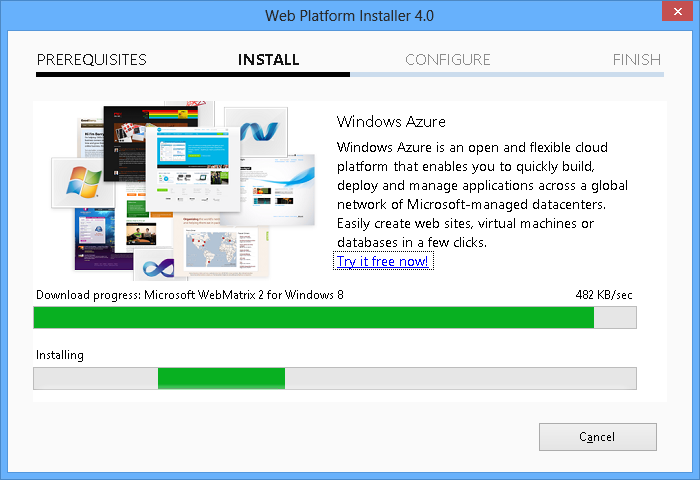 Web Platform Installer 4.0
PREREQUISITES INSTALL CONFIGURE FINISH
Windows Azure
Windows Azure is an open and flexible cloud
platform that enables you to quickly build,
deploy and manage applications across a global
network of Microsoft-managed datacenters.
Easily create web sites, virtual machines or
databases in a few clicks.
Try it free now!
Download progress: Microsoft WebMatrix 2 for Windows 8 482 KB/sec
Installing
Cancel